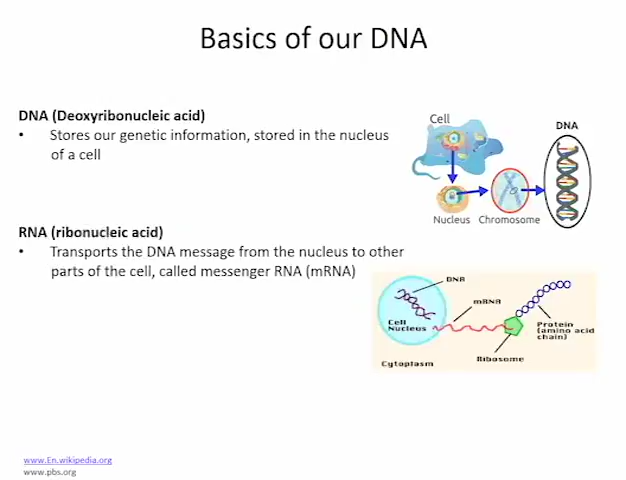 Basics of our DNA
DNA (Deoxyribonucleic acid)
• Stores our genetic information, stored in the nucleus
of a cell
Cell
DNA
Nucleus
Chromosome
RNA (ribonucleic acid)
• Transports the DNA message from the nucleus to other
parts of the cell, called messenger RNA (mRNA)
DNA
mRNA
Cell
Nucleus
Protein
(amino acid
chain)
Ribosome
Cytoplasm
www.En.wikipedia.org
www.pbs.org